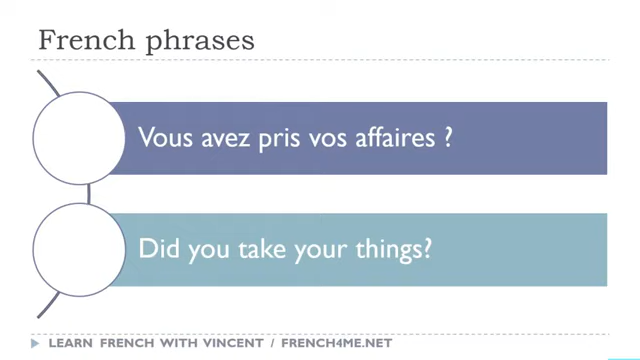 French phrases
Vous avez pris vos affaires ?
Did you take your things?
LEARN FRENCH WITH VINCENT / FRENCH4ME.NET